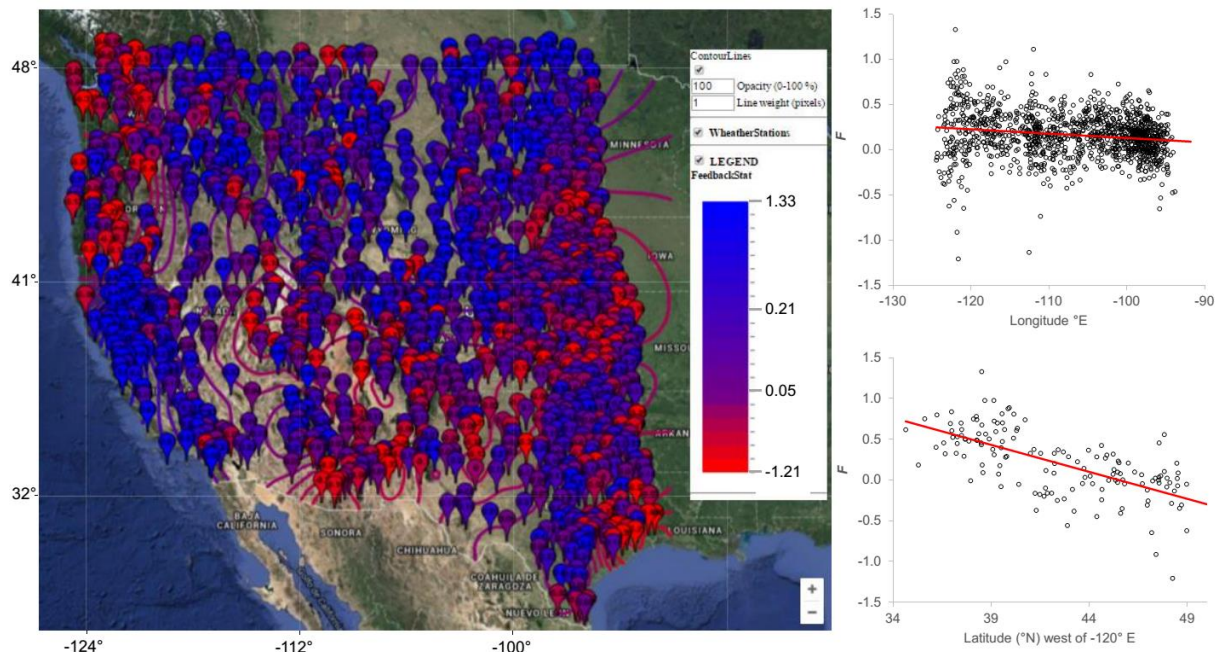 48°
41°
32°
-124°
-112°
-100°
MINNESOTA
IOWA
WYOMING
BAJA
CALIFORNIA
SONORA
CHIHUAHUA
COAHUILA DE
ZARAGOZA
LOUISIANA
ContourLines
100 Opacity (0-100 %)
1 Line weight (pixels)
WheatherStations
LEGEND
FeedbackStat
1.33
0.21
0.05
-1.21
+
−
1.5
1.0
0.5
0.0
-0.5
-1.0
-1.5
F
-130
-120
-110
-100
-90
Longitude °E
1.5
1.0
0.5
0.0
-0.5
-1.0
-1.5
F
34
39
44
49
Latitude (°N) west of -120° E